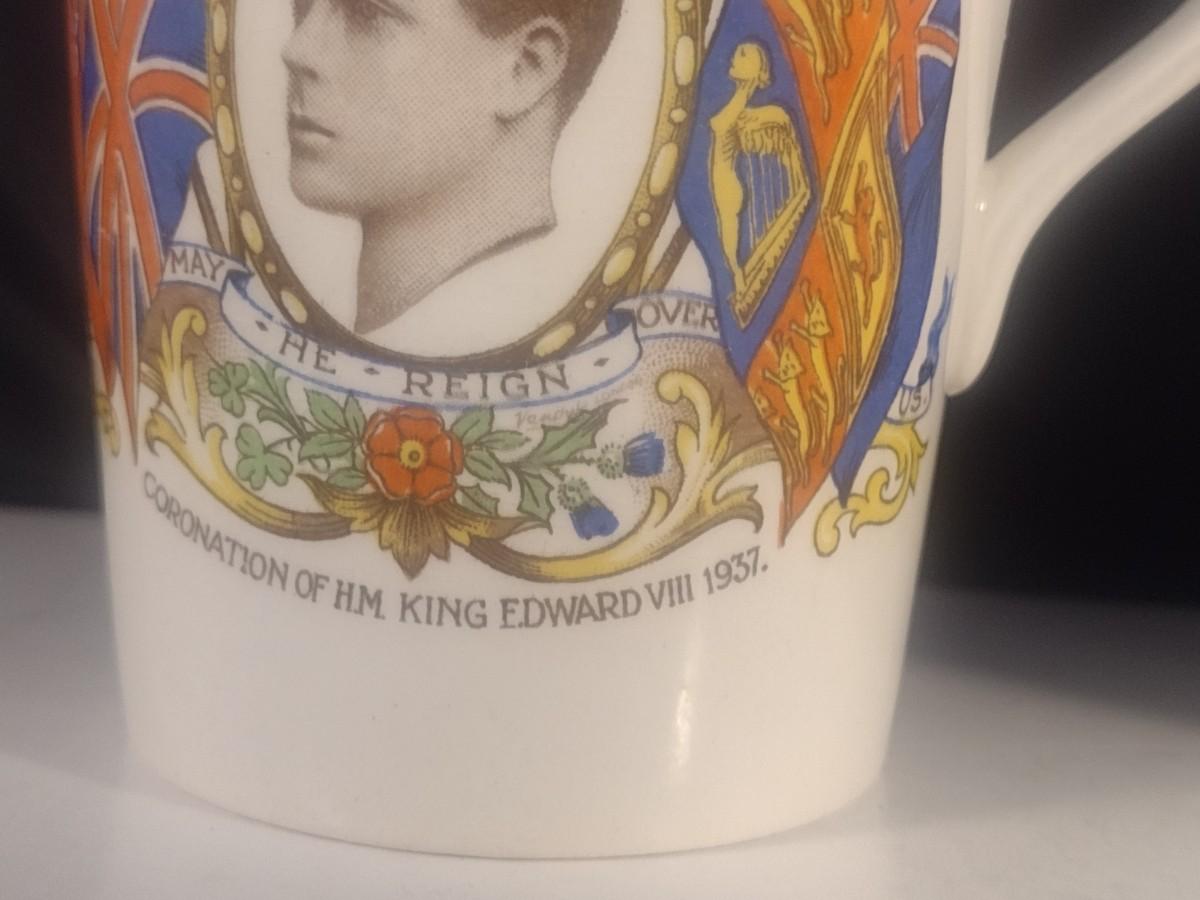 MAY HE · REIGN · OVER US.
CORONATION OF H.M. KING EDWARD VIII 1937.